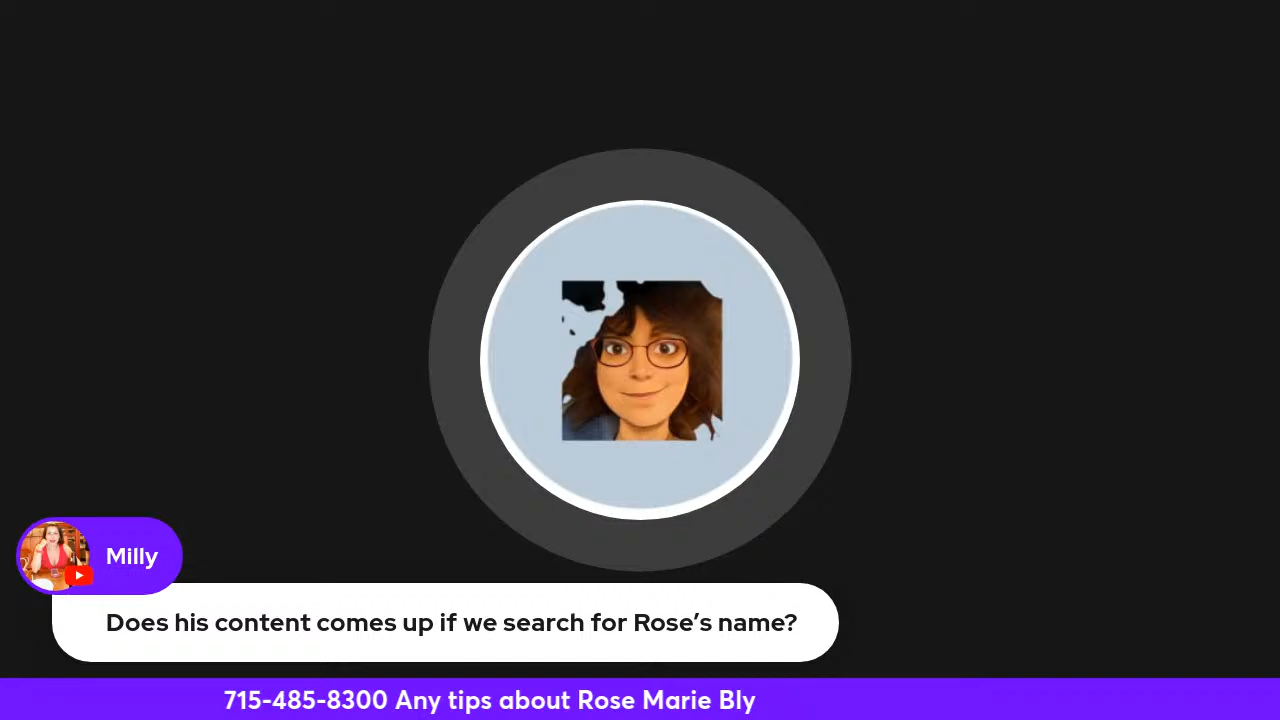 Milly
Does his content comes up if we search for Rose’s name?
715-485-8300 Any tips about Rose Marie Bly